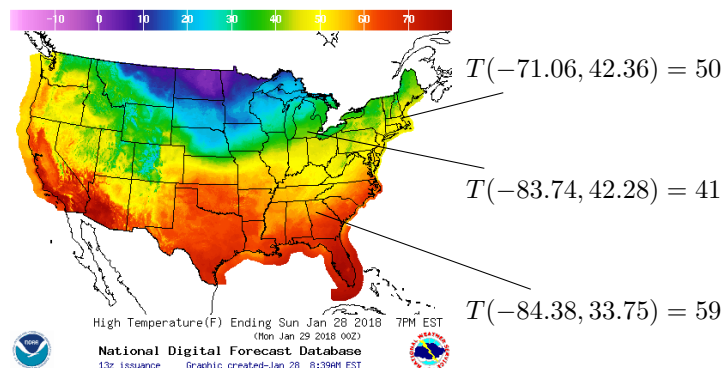 -10 0 10 20 30 40 50 60 70
T(−71.06, 42.36) = 50
T(−83.74, 42.28) = 41
T(−84.38, 33.75) = 59
High Temperature(F) Ending Sun Jan 28 2018 7PM EST
(Mon Jan 29 2018 00Z)
National Digital Forecast Database
13z issuance Graphic created-Jan 28 8:39AM EST
NOAA